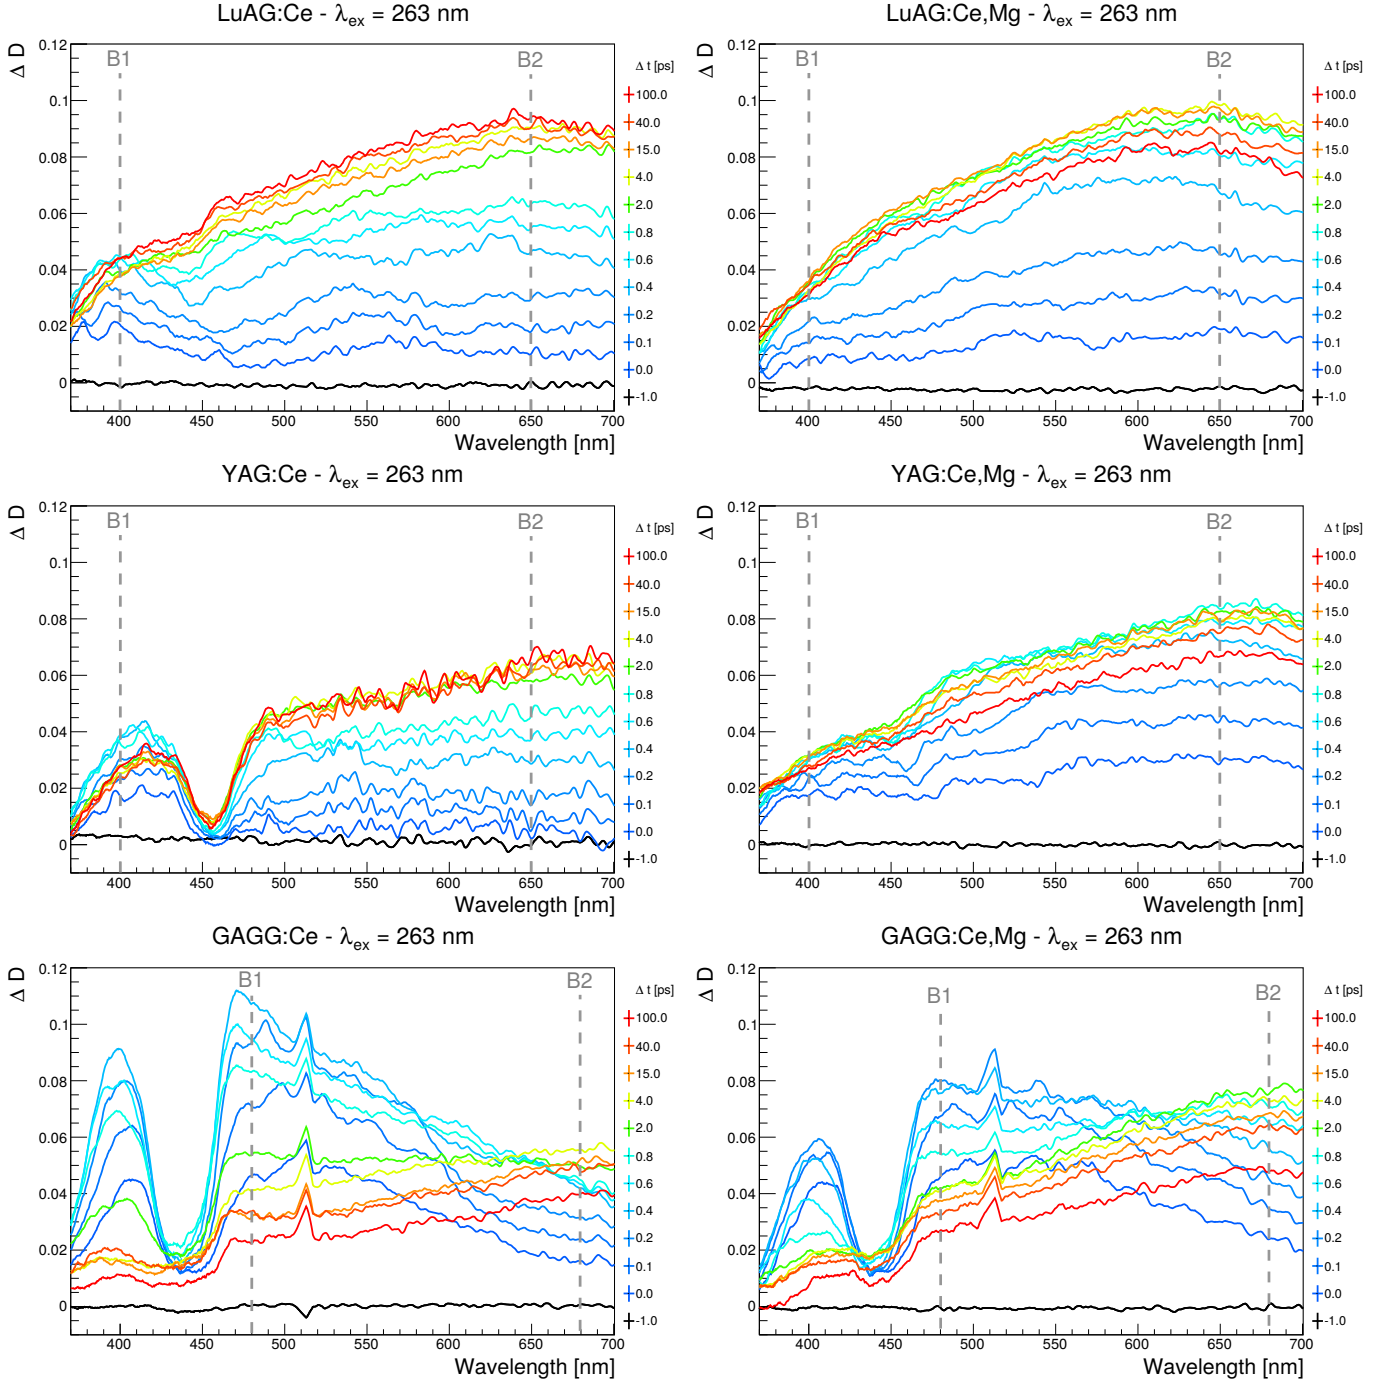 LuAG:Ce - λex = 263 nm
Δ D
0.12
0.1
0.08
0.06
0.04
0.02
0
B1
B2
Δ t [ps]
100.0
40.0
15.0
4.0
2.0
0.8
0.6
0.4
0.2
0.1
0.0
-1.0
400 450 500 550 600 650 700
Wavelength [nm]
LuAG:Ce,Mg - λex = 263 nm
Δ D
0.12
0.1
0.08
0.06
0.04
0.02
0
B1
B2
Δ t [ps]
100.0
40.0
15.0
4.0
2.0
0.8
0.6
0.4
0.2
0.1
0.0
-1.0
400 450 500 550 600 650 700
Wavelength [nm]
YAG:Ce - λex = 263 nm
Δ D
0.12
0.1
0.08
0.06
0.04
0.02
0
B1
B2
Δ t [ps]
100.0
40.0
15.0
4.0
2.0
0.8
0.6
0.4
0.2
0.1
0.0
-1.0
400 450 500 550 600 650 700
Wavelength [nm]
YAG:Ce,Mg - λex = 263 nm
Δ D
0.12
0.1
0.08
0.06
0.04
0.02
0
B1
B2
Δ t [ps]
100.0
40.0
15.0
4.0
2.0
0.8
0.6
0.4
0.2
0.1
0.0
-1.0
400 450 500 550 600 650 700
Wavelength [nm]
GAGG:Ce - λex = 263 nm
Δ D
0.12
0.1
0.08
0.06
0.04
0.02
0
B1
B2
Δ t [ps]
100.0
40.0
15.0
4.0
2.0
0.8
0.6
0.4
0.2
0.1
0.0
-1.0
400 450 500 550 600 650 700
Wavelength [nm]
GAGG:Ce,Mg - λex = 263 nm
Δ D
0.12
0.1
0.08
0.06
0.04
0.02
0
B1
B2
Δ t [ps]
100.0
40.0
15.0
4.0
2.0
0.8
0.6
0.4
0.2
0.1
0.0
-1.0
400 450 500 550 600 650 700
Wavelength [nm]